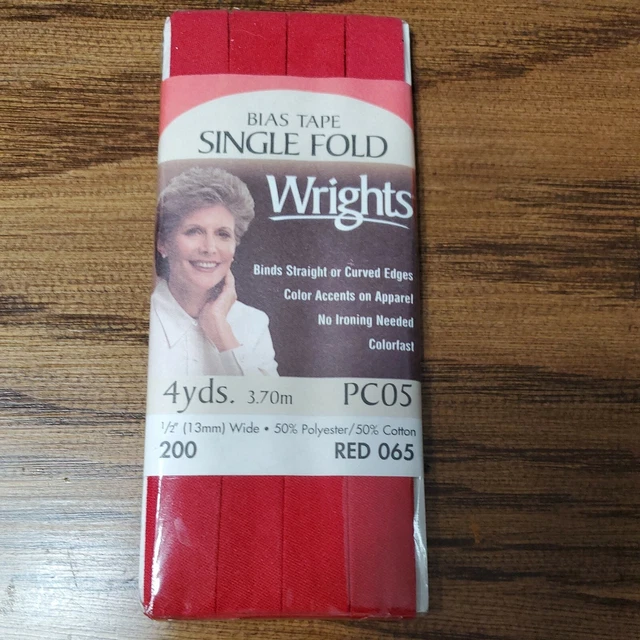 BIAS TAPE
SINGLE FOLD
Wrights
Binds Straight or Curved Edges
Color Accents on Apparel
No Ironing Needed
Colorfast
4yds. 3.70m PC05
1/2" (13mm) Wide • 50% Polyester/50% Cotton
200 RED 065